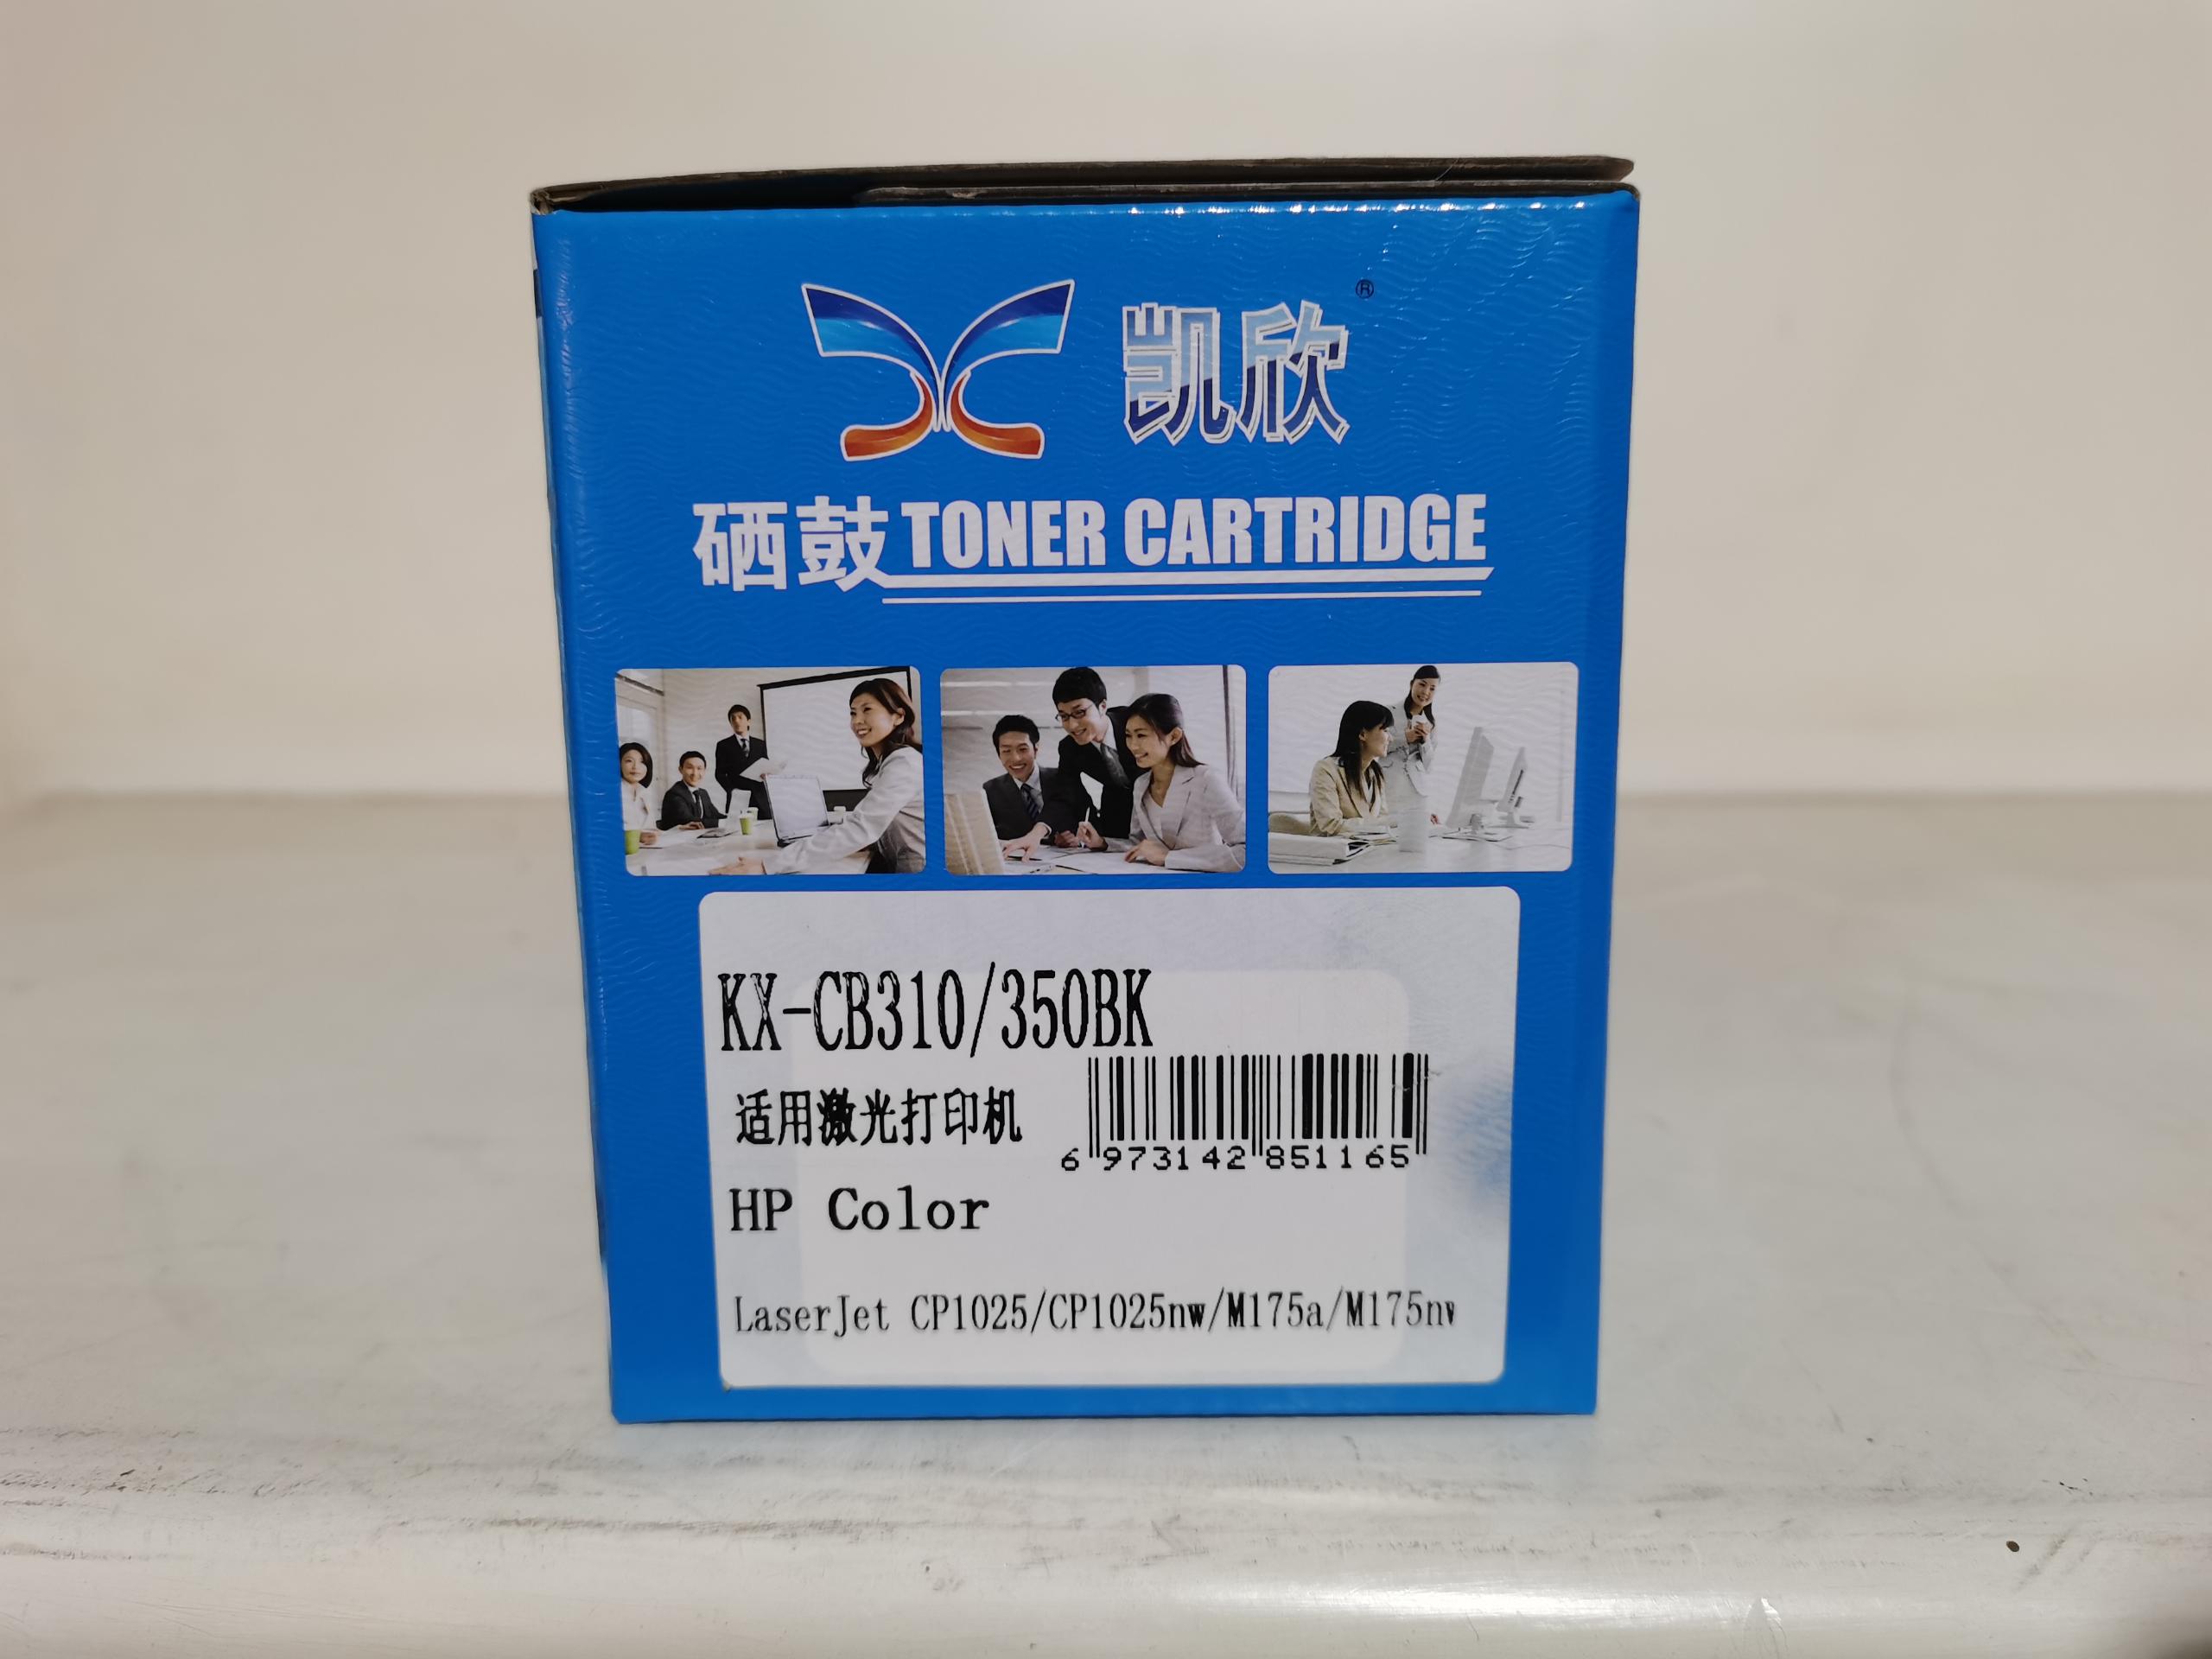 凯欣®
硒鼓 TONER CARTRIDGE
KX-CB310/350BK
适用激光打印机
6 973142 851165
HP Color
LaserJet CP1025/CP1025nw/M175a/M175nw